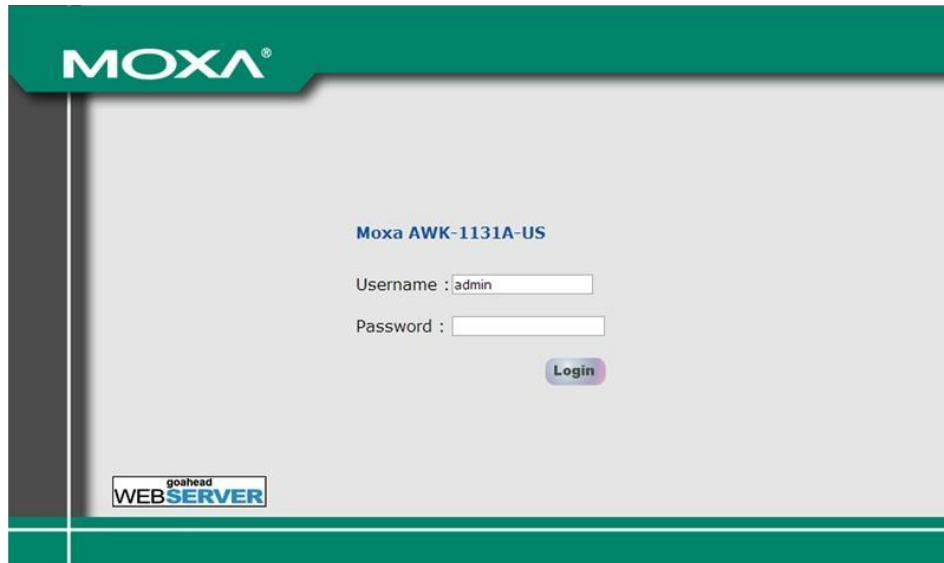 MOXA®
Moxa AWK-1131A-US
Username : admin
Password :
Login
goahead
WEBSERVER